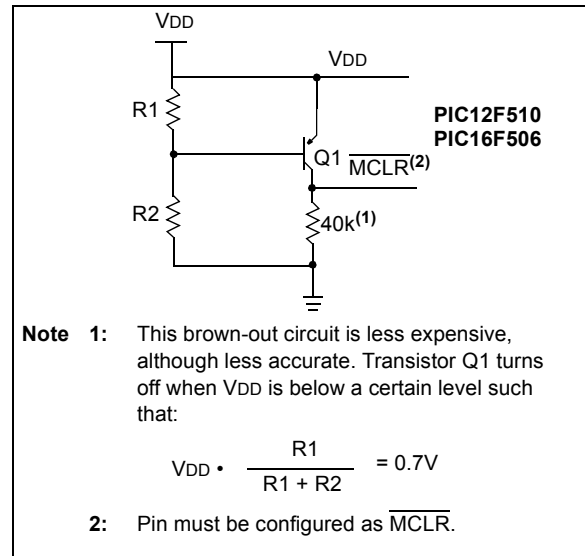 VDD
VDD
R1
PIC12F510
PIC16F506
Q1
MCLR(2)
R2
40k(1)
Note 1: This brown-out circuit is less expensive,
although less accurate. Transistor Q1 turns
off when VDD is below a certain level such
that:
VDD • R1
R1 + R2 = 0.7V
2: Pin must be configured as MCLR.